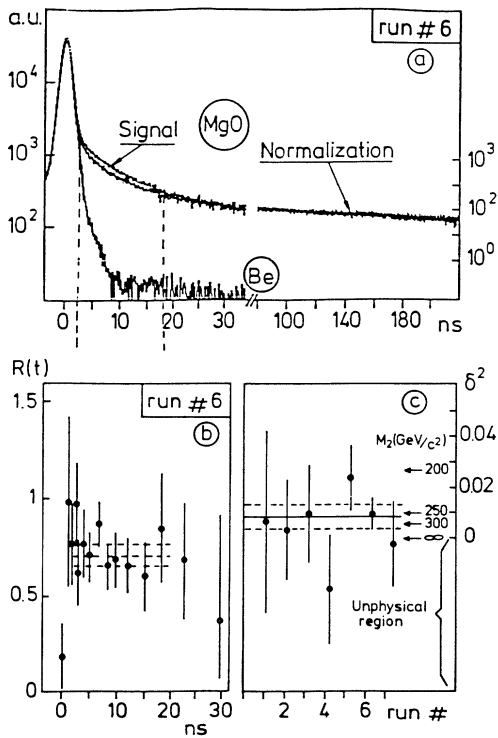 a.u.
run # 6
a
10⁴
Signal
MgO
Normalization
10³
10³
10²
10²
10⁰
Be
0 10 20 30 100 140 180
ns
R(t)
δ²
1.5
run # 6
b
c
M₂(GeV/c²)
0.04
200
1
0.02
250
300
∞
0
0.5
Unphysical
region
0
0 10 20 30
2 4 6
ns
run #